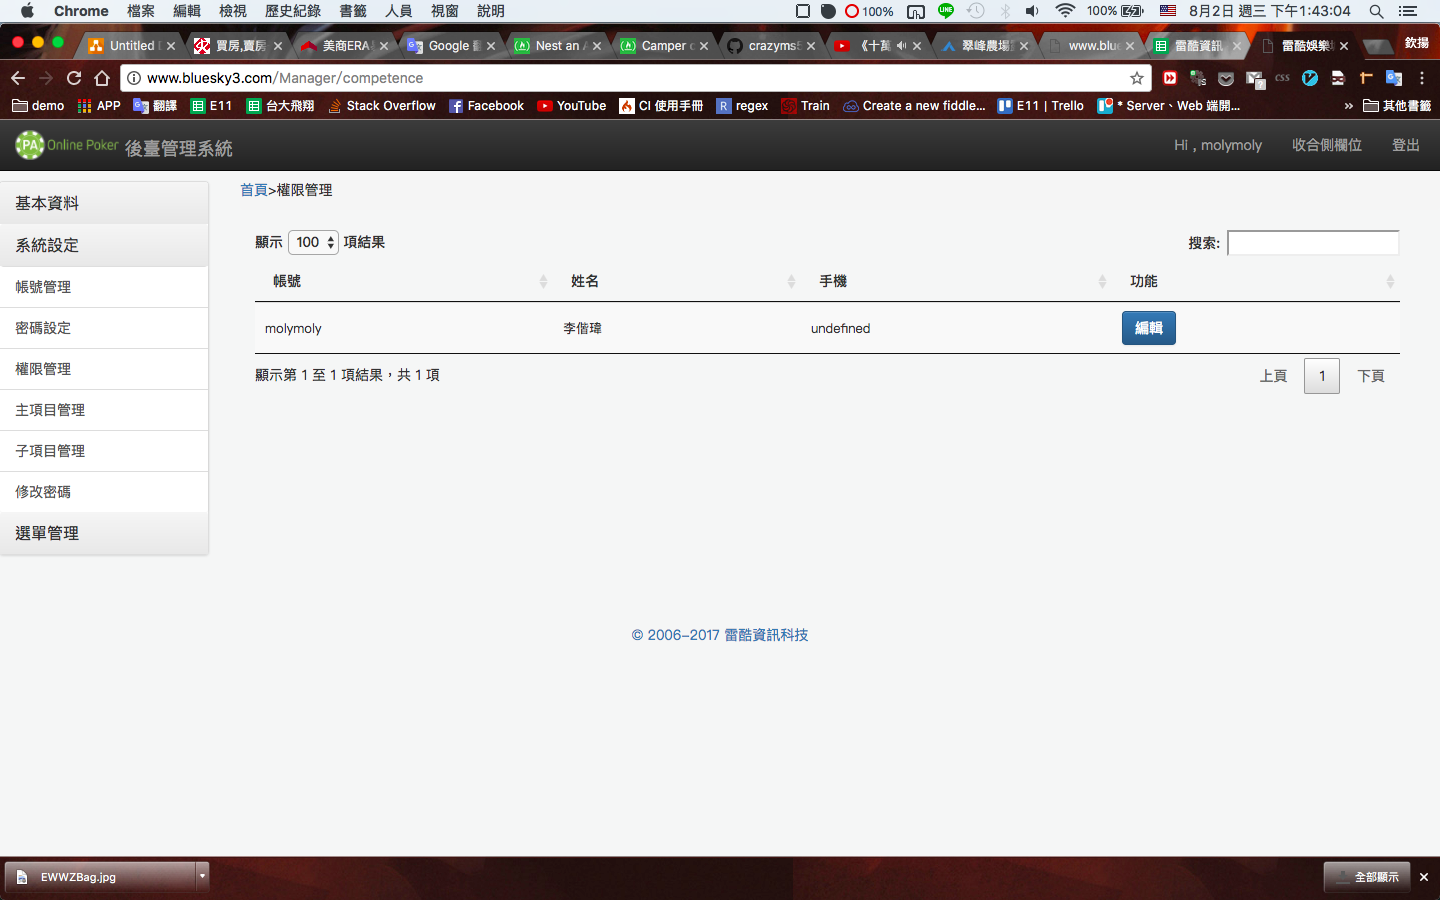 Chrome 檔案 編輯 檢視 歷史紀錄 書籤 人員 視窗 說明 100% LINE 100% 8月2日 週三 下午1:43:04
Untitled 買房,賣房 美商ERA Google Nest an Camper crazyms 《十萬 翠峰農場 www.blue 雷酷資訊 雷酷娛樂 欽揚
www.bluesky3.com/Manager/competence
demo APP 翻譯 E11 台大飛翔 Stack Overflow Facebook YouTube CI 使用手冊 regex Train Create a new fiddle... E11 | Trello * Server、Web 端開... » 其他書籤
PA Online Poker 後臺管理系統 Hi , molymoly 收合側欄位 登出
首頁>權限管理
基本資料
系統設定
帳號管理
密碼設定
權限管理
主項目管理
子項目管理
修改密碼
選單管理
顯示 100 項結果 搜索:
帳號 姓名 手機 功能
molymoly 李偕瑋 undefined 編輯
顯示第 1 至 1 項結果，共 1 項 上頁 1 下頁
© 2006-2017 雷酷資訊科技
EWWZBag.jpg 全部顯示